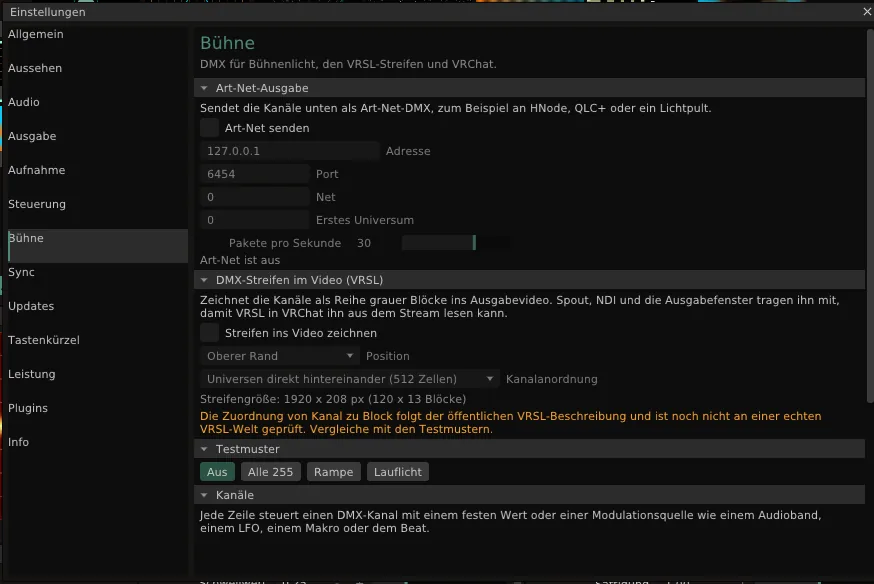 Einstellungen
Allgemein
Aussehen
Audio
Ausgabe
Aufnahme
Steuerung
Bühne
Sync
Updates
Tastenkürzel
Leistung
Plugins
Info
Bühne
DMX für Bühnenlicht, den VRSL-Streifen und VRChat.
Art-Net-Ausgabe
Sendet die Kanäle unten als Art-Net-DMX, zum Beispiel an HNode, QLC+ oder ein Lichtpult.
Art-Net senden
127.0.0.1 Adresse
6454 Port
0 Net
0 Erstes Universum
Pakete pro Sekunde 30
Art-Net ist aus
DMX-Streifen im Video (VRSL)
Zeichnet die Kanäle als Reihe grauer Blöcke ins Ausgabevideo. Spout, NDI und die Ausgabefenster tragen ihn mit,
damit VRSL in VRChat ihn aus dem Stream lesen kann.
Streifen ins Video zeichnen
Oberer Rand Position
Universen direkt hintereinander (512 Zellen) Kanalanordnung
Streifengröße: 1920 x 208 px (120 x 13 Blöcke)
Die Zuordnung von Kanal zu Block folgt der öffentlichen VRSL-Beschreibung und ist noch nicht an einer echten
VRSL-Welt geprüft. Vergleiche mit den Testmustern.
Testmuster
Aus Alle 255 Rampe Lauflicht
Kanäle
Jede Zeile steuert einen DMX-Kanal mit einem festen Wert oder einer Modulationsquelle wie einem Audioband,
einem LFO, einem Makro oder dem Beat.